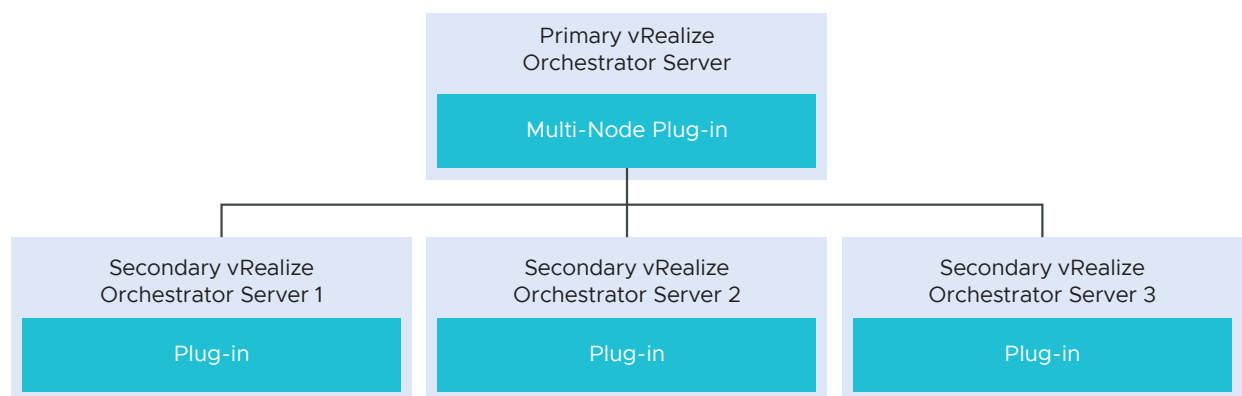 Primary vRealize
Orchestrator Server
Multi-Node Plug-in
Secondary vRealize
Orchestrator Server 1
Plug-in
Secondary vRealize
Orchestrator Server 2
Plug-in
Secondary vRealize
Orchestrator Server 3
Plug-in